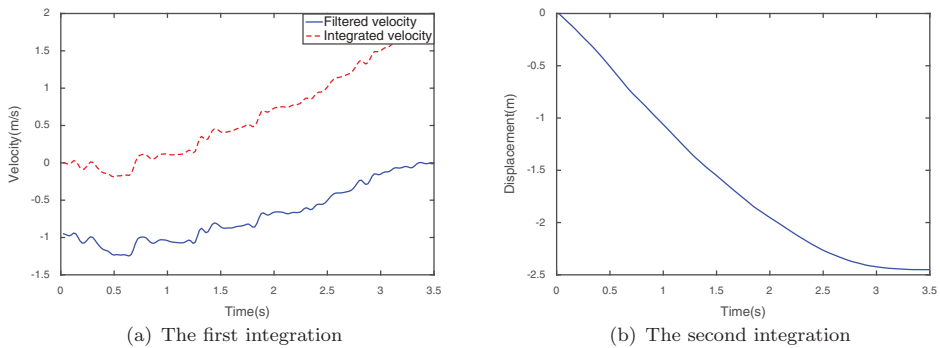 Filtered velocity
Integrated velocity
2
1.5
1
0.5
0
-0.5
-1
-1.5
Velocity(m/s)
0 0.5 1 1.5 2 2.5 3 3.5
Time(s)
(a) The first integration
0
-0.5
-1
-1.5
-2
-2.5
Displacement(m)
0 0.5 1 1.5 2 2.5 3 3.5
Time(s)
(b) The second integration